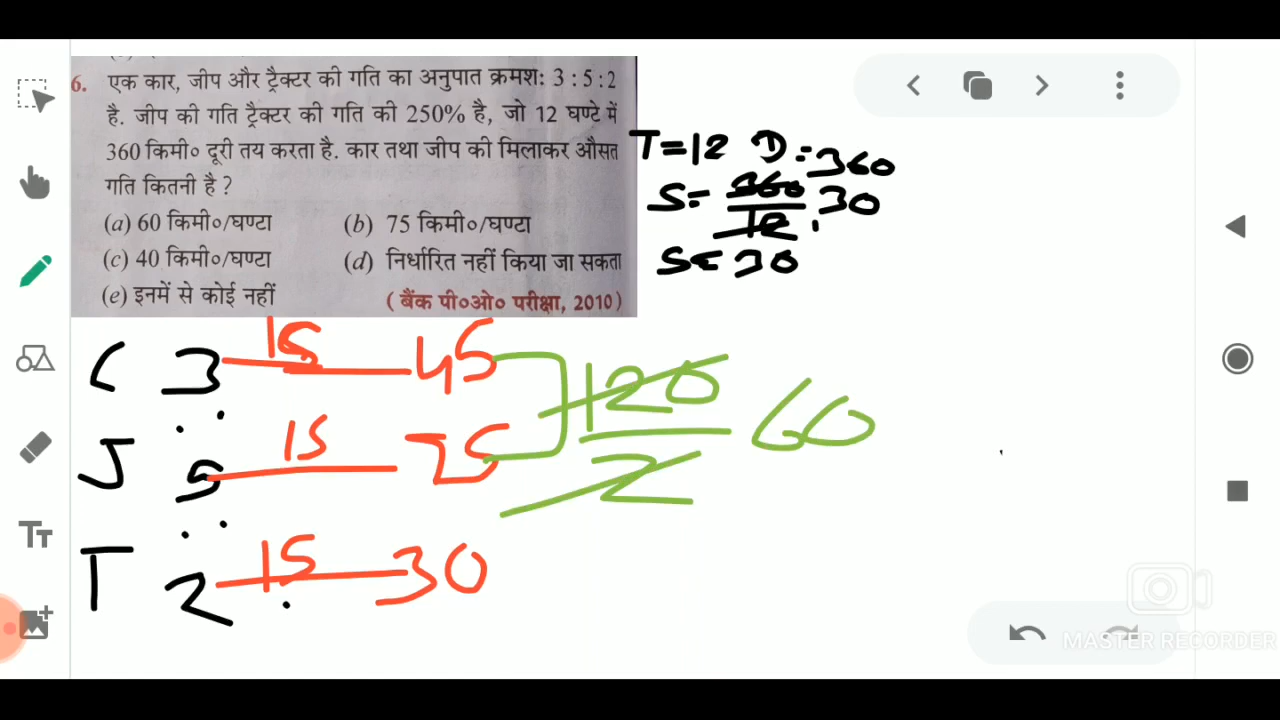 6. एक कार, जीप और ट्रैक्टर की गति का अनुपात क्रमश: 3 : 5 : 2
है. जीप की गति ट्रैक्टर की गति की 250% है, जो 12 घण्टे में
360 किमी० दूरी तय करता है. कार तथा जीप की मिलाकर औसत
गति कितनी है ?
(a) 60 किमी०/घण्टा (b) 75 किमी०/घण्टा
(c) 40 किमी०/घण्टा (d) निर्धारित नहीं किया जा सकता
(e) इनमें से कोई नहीं (बैंक पी०ओ० परीक्षा, 2010)
T=12 D=360
S= 360/12 30
S= 30
C 3 15 45
120/2 60
J 5 15 75
T 2 15 30
Tт
MASTER RECORDER